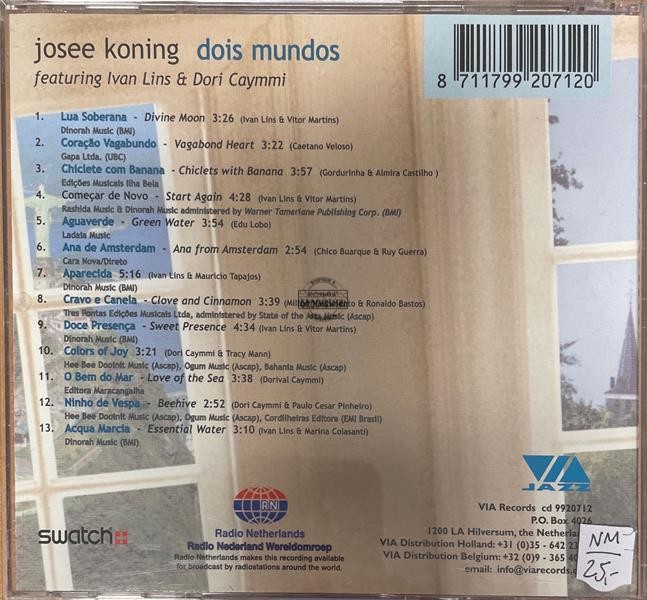 josee koning dois mundos
featuring Ivan Lins & Dori Caymmi
8 711799 207120
1. Lua Soberana - Divine Moon 3:26 (Ivan Lins & Vitor Martins)
Dinorah Music (BMI)
2. Coração Vagabundo - Vagabond Heart 3:22 (Caetano Veloso)
Gapa Ltda. (UBC)
3. Chiclete com Banana - Chiclets with Banana 3:57 (Gordurinha & Almira Castilho )
Edições Musicais Ilha Bela
4. Começar de Novo - Start Again 4:28 (Ivan Lins & Vitor Martins)
Rashida Music & Dinorah Music administered by Warner Tamerlane Publishing Corp. (BMI)
5. Aguaverde - Green Water 3:54 (Edu Lobo)
Ladaia Music
6. Ana de Amsterdam - Ana from Amsterdam 2:54 (Chico Buarque & Ruy Guerra)
Cara Nova/Direto
7. Aparecida 5:16 (Ivan Lins & Mauricio Tapajos)
Dinorah Music (BMI)
8. Cravo e Canela - Clove and Cinnamon 3:39 (Milton & Ronaldo Bastos)
Tres Pontas Edições Musicais Ltda, administered by State of the Arts Music (Ascap)
9. Doce Presença - Sweet Presence 4:34 (Ivan Lins & Vitor Martins)
Dinorah Music (BMI)
10. Colors of Joy 3:21 (Dori Caymmi & Tracy Mann)
Hee Bee Dooinit Music (Ascap), Ogum Music (Ascap), Bahania Music (Ascap)
11. O Bem do Mar - Love of the Sea 3:38 (Dorival Caymmi)
Editora Maracangalha
12. Ninho de Vespa - Beehive 2:52 (Dori Caymmi & Paulo Cesar Pinheiro)
Hee Bee Dooinit Music (Ascap), Ogum Music (Ascap), Cordilheiras Editora (EMI Brasil)
13. Acqua Marcia - Essential Water 3:10 (Ivan Lins & Marina Colasanti)
Dinorah Music (BMI)
swatch
RN
Radio Netherlands
Radio Nederland Wereldomroep
Radio Netherlands makes this recording available
for broadcast by radiostations around the world.
VIA
JAZZ
VIA Records cd 9920712
P.O. Box 4026
1200 LA Hilversum, the Netherlands
VIA Distribution Holland: +31 (0)35 - 642
VIA Distribution Belgium: +32 (0)9 - 365
email: info@viarecords.
NM-
25,-